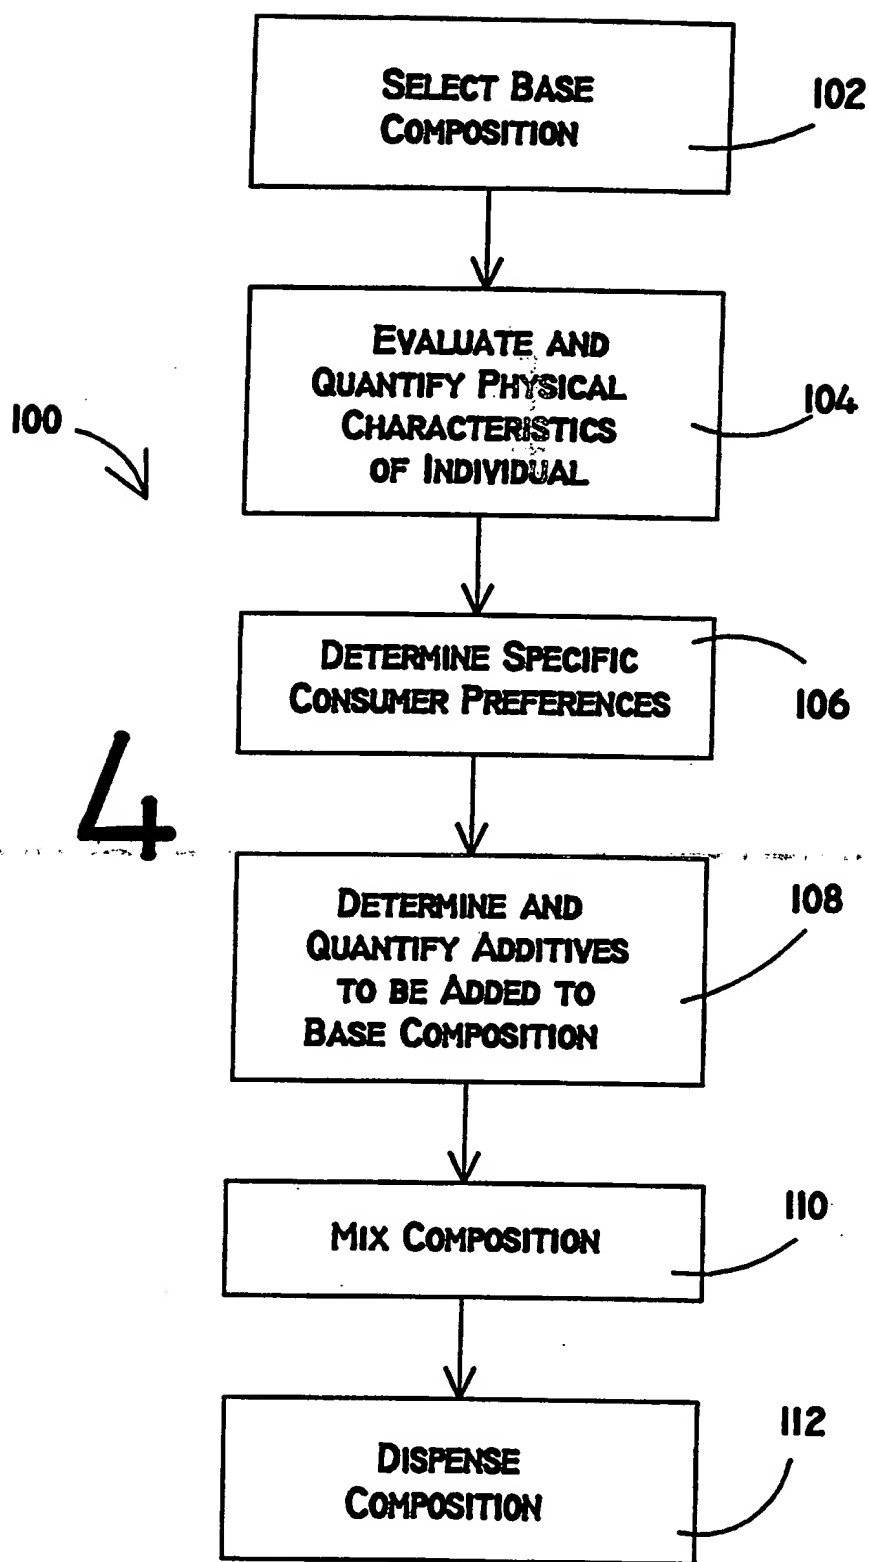 SELECT BASE
COMPOSITION
102
EVALUATE AND
QUANTIFY PHYSICAL
CHARACTERISTICS
OF INDIVIDUAL
104
100
DETERMINE SPECIFIC
CONSUMER PREFERENCES
106
4
DETERMINE AND
QUANTIFY ADDITIVES
TO BE ADDED TO
BASE COMPOSITION
108
MIX COMPOSITION
110
DISPENSE
COMPOSITION
112